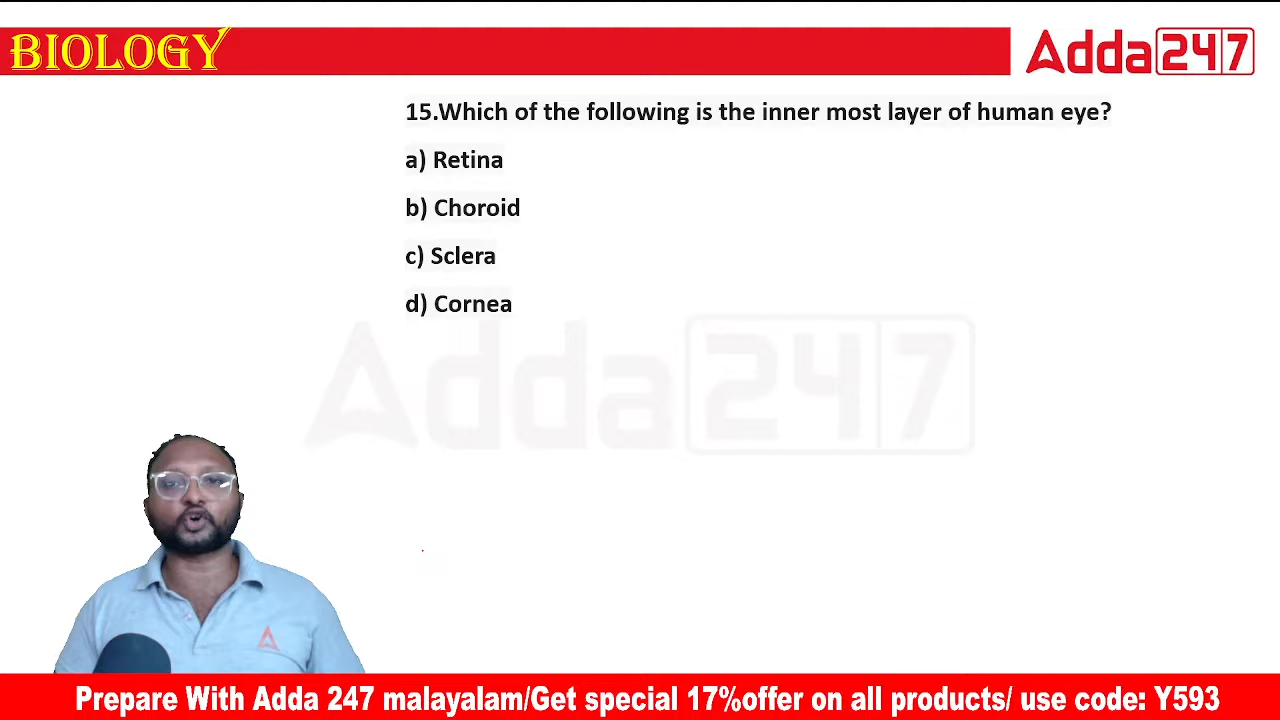 BIOLOGY
Adda247
15.Which of the following is the inner most layer of human eye?
a) Retina
b) Choroid
c) Sclera
d) Cornea
Adda247
Prepare With Adda 247 malayalam/Get special 17%offer on all products/ use code: Y593